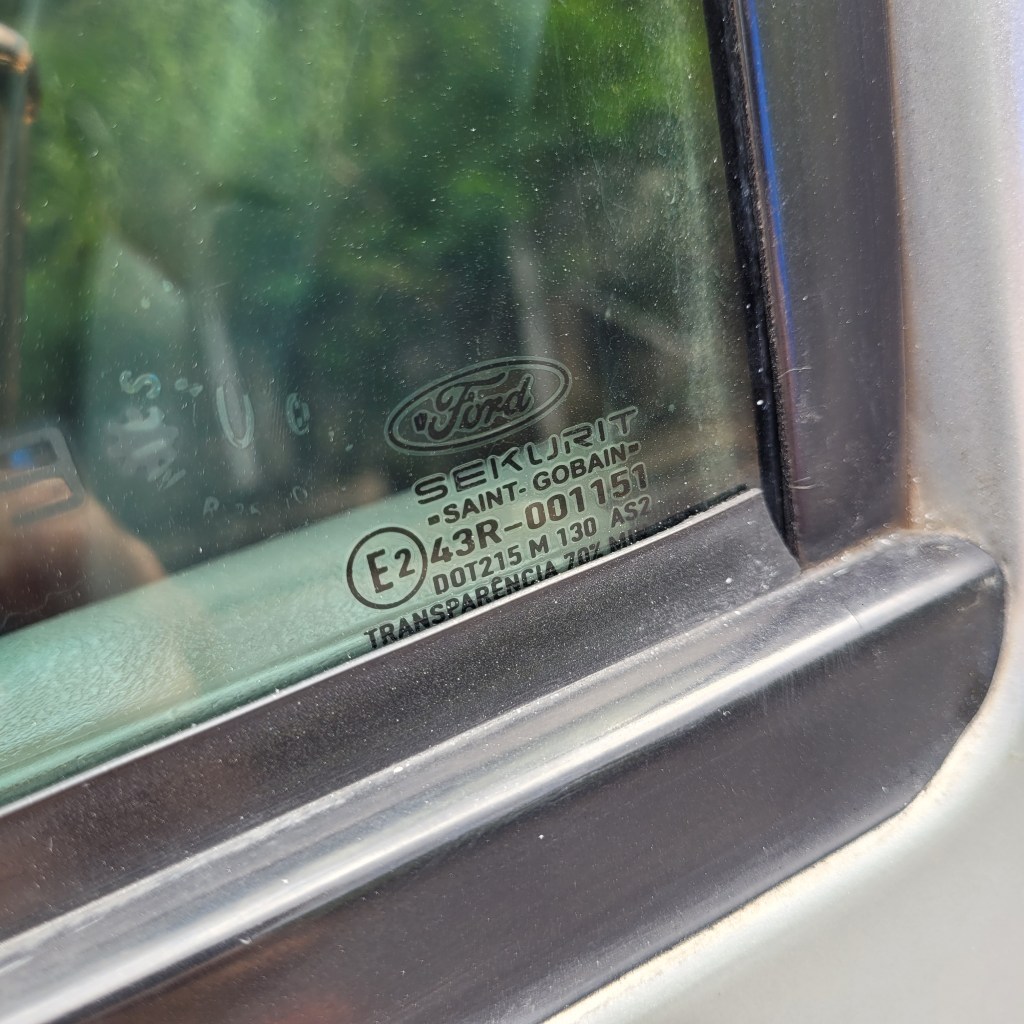 Ford
SEKURIT
-SAINT-GOBAIN-
E2 43R-001151
DOT215 M 130 AS2
TRANSPARÊNCIA 70%